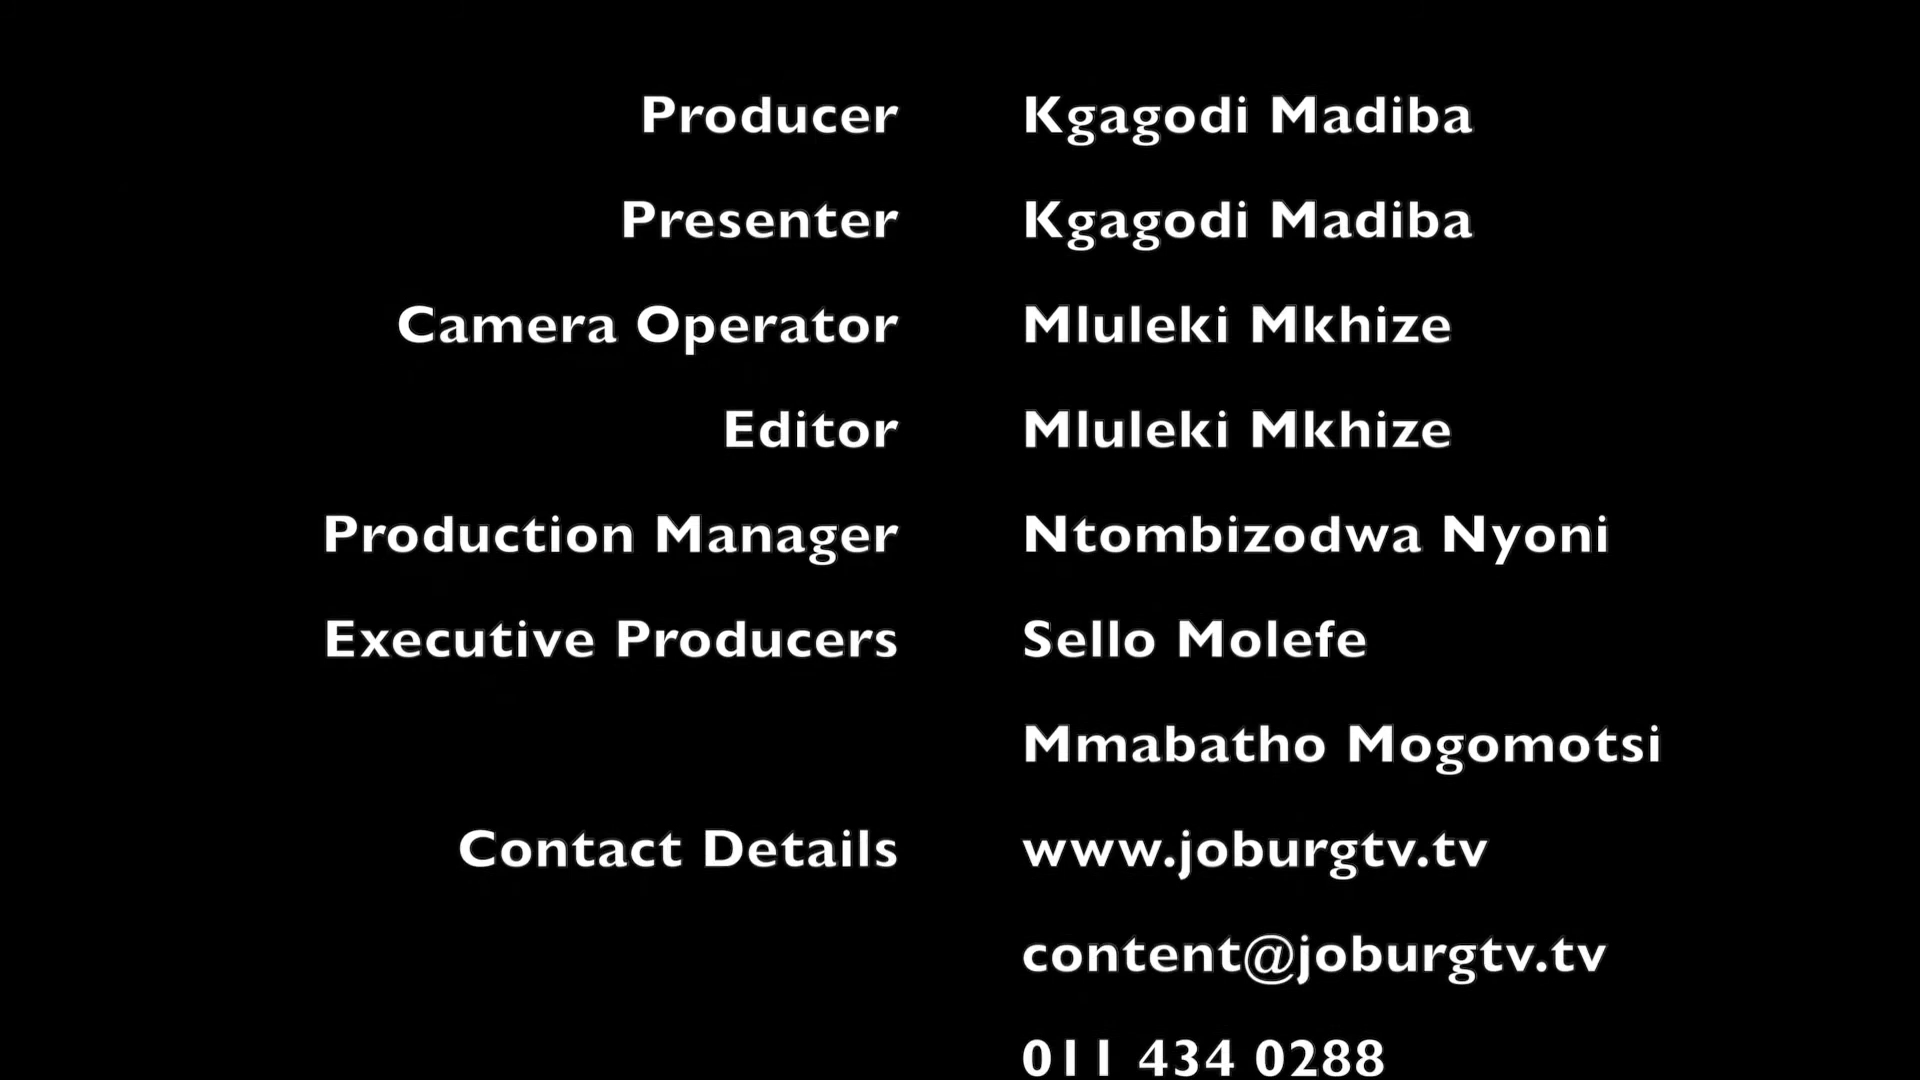 Producer Kgagodi Madiba
Presenter Kgagodi Madiba
Camera Operator Mluleki Mkhize
Editor Mluleki Mkhize
Production Manager Ntombizodwa Nyoni
Executive Producers Sello Molefe
Mmabatho Mogomotsi
Contact Details www.joburgtv.tv
content@joburgtv.tv
011 434 0288